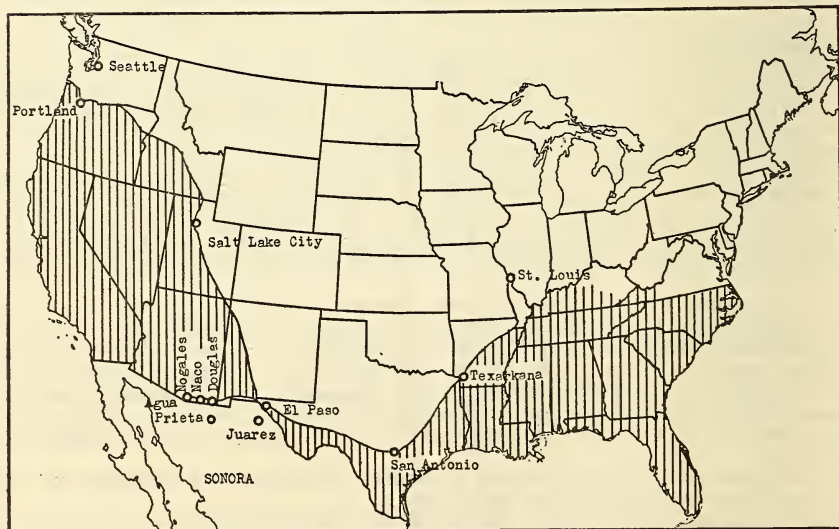 Seattle
Portland
Salt Lake City
St. Louis
Nogales
Naco
Douglas
Agua
Prieta
Juarez
El Paso
Texarkana
San Antonio
SONORA